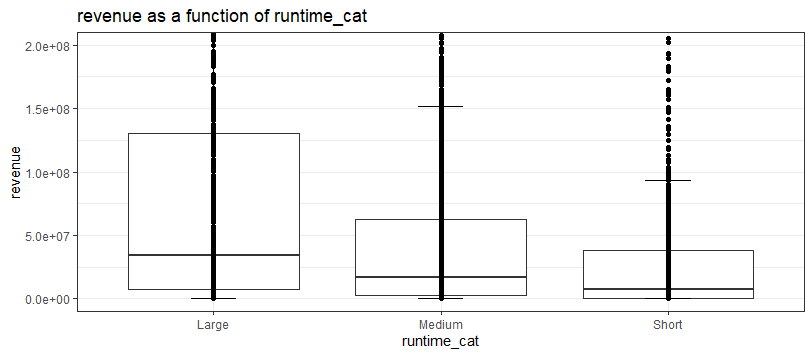 revenue as a function of runtime_cat
2.0e+08
1.5e+08
1.0e+08
5.0e+07
0.0e+00
revenue
Large Medium Short
runtime_cat